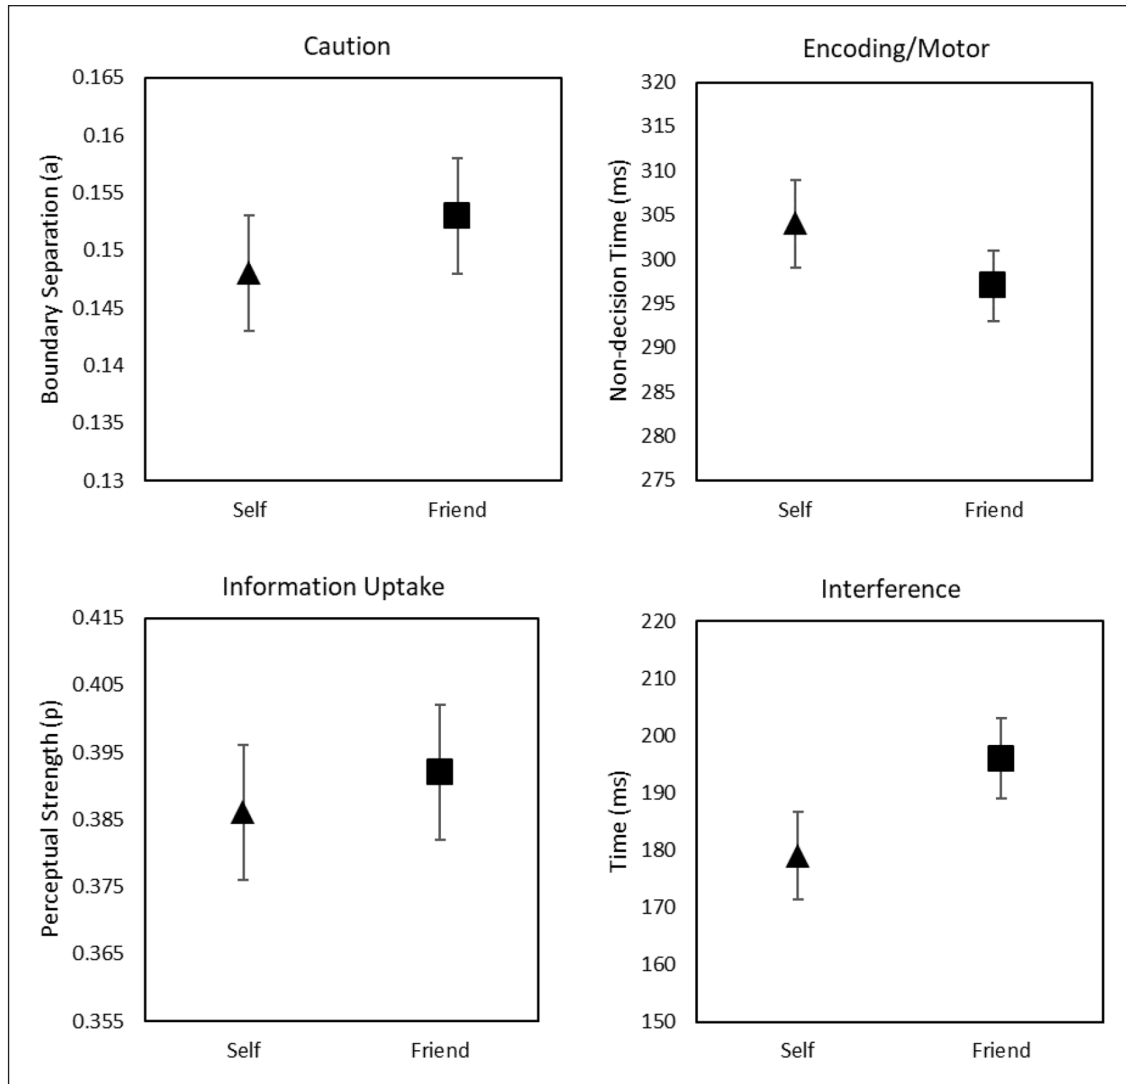 Caution
Boundary Separation (a)
0.165
0.16
0.155
0.15
0.145
0.14
0.135
0.13
Self Friend
Encoding/Motor
Non-decision Time (ms)
320
315
310
305
300
295
290
285
280
275
Self Friend
Information Uptake
Perceptual Strength (p)
0.415
0.405
0.395
0.385
0.375
0.365
0.355
Self Friend
Interference
Time (ms)
220
210
200
190
180
170
160
150
Self Friend